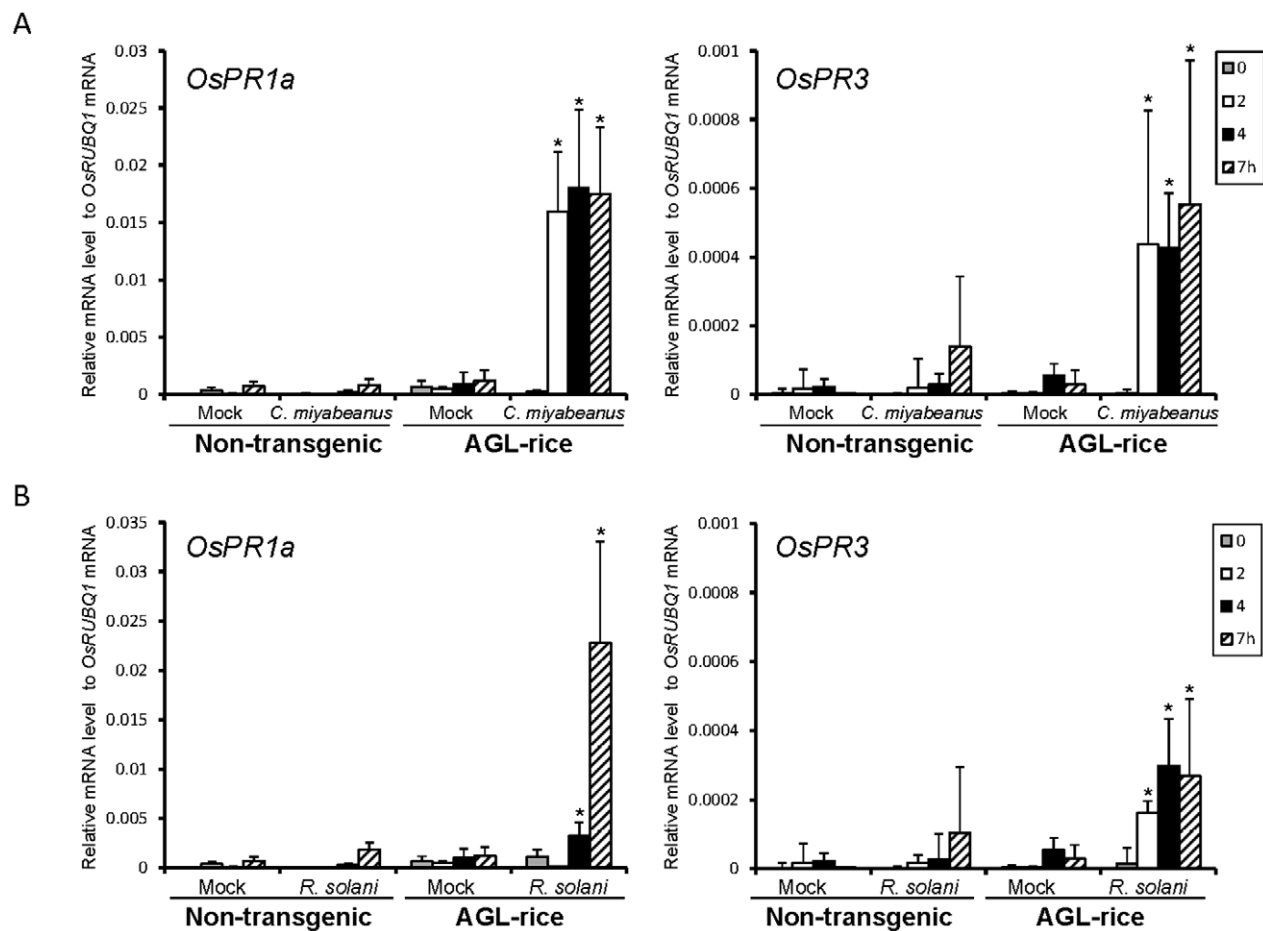 A
Relative mRNA level to OsRUBQ1 mRNA
0.03
0.025
0.02
0.015
0.01
0.005
0
OsPR1a
*
*
*
Mock
C. miyabeanus
Mock
C. miyabeanus
Non-transgenic
AGL-rice
Relative mRNA level to OsRUBQ1 mRNA
0.001
0.0008
0.0006
0.0004
0.0002
0
OsPR3
*
*
*
Mock
C. miyabeanus
Mock
C. miyabeanus
Non-transgenic
AGL-rice
0
2
4
7h
B
Relative mRNA level to OsRUBQ1 mRNA
0.035
0.03
0.025
0.02
0.015
0.01
0.005
0
OsPR1a
*
*
Mock
R. solani
Mock
R. solani
Non-transgenic
AGL-rice
Relative mRNA level to OsRUBQ1 mRNA
0.001
0.0008
0.0006
0.0004
0.0002
0
OsPR3
*
*
*
Mock
R. solani
Mock
R. solani
Non-transgenic
AGL-rice
0
2
4
7h